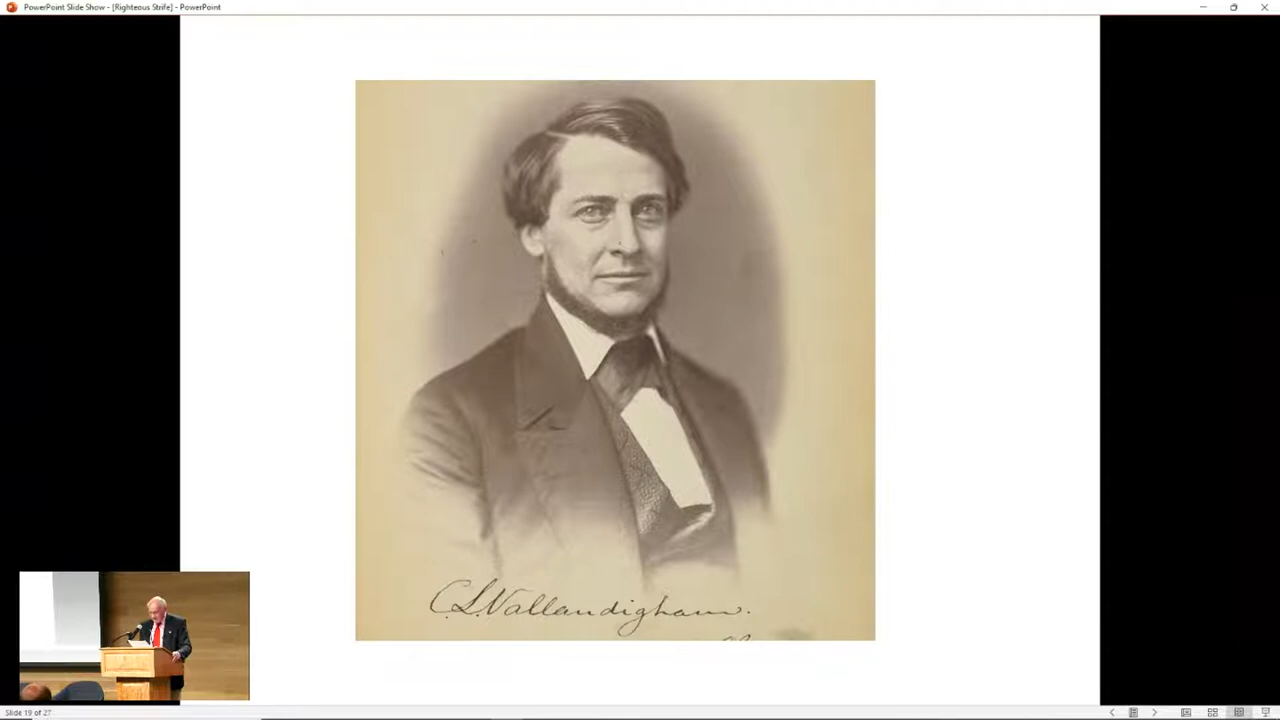 PowerPoint Slide Show - [Righteous Strife] - PowerPoint
C.L.Vallandigham.
Slide 19 of 27